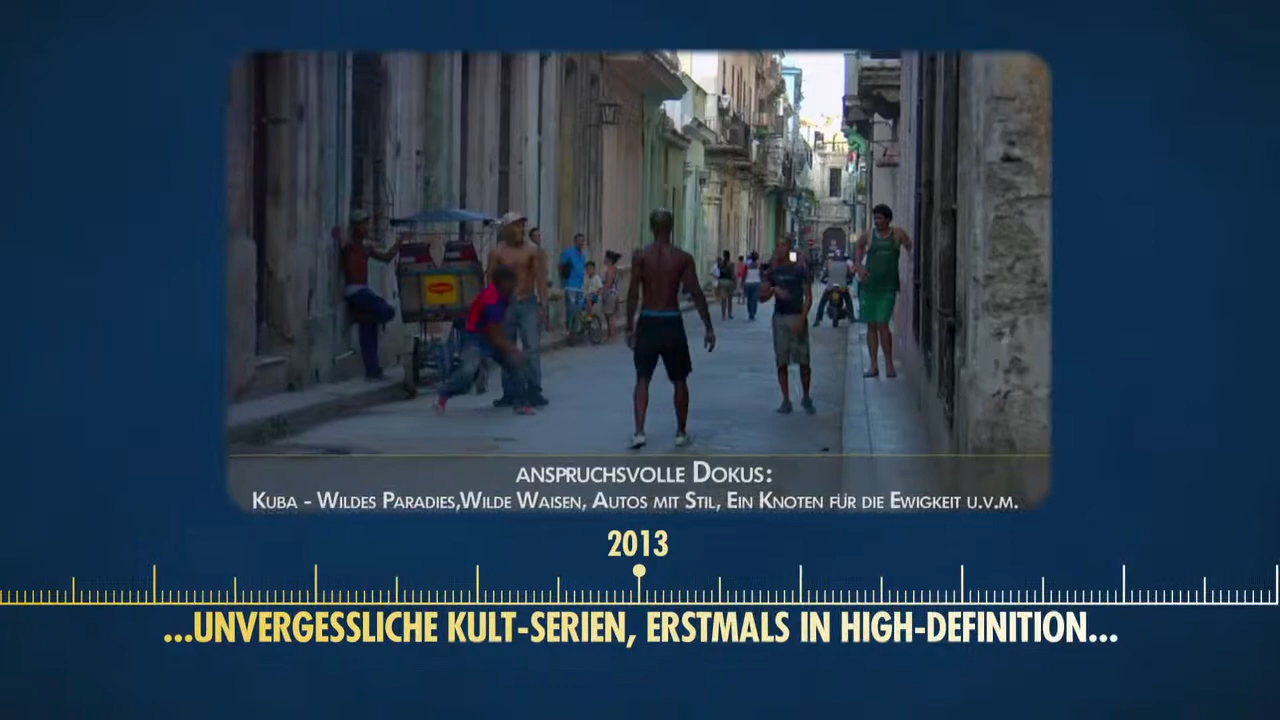 ANSPRUCHSVOLLE DOKUS:
KUBA - WILDES PARADIES,WILDE WAISEN, AUTOS MIT STIL, EIN KNOTEN FÜR DIE EWIGKEIT U.V.M.
2013
...UNVERGESSLICHE KULT-SERIEN, ERSTMALS IN HIGH-DEFINITION...